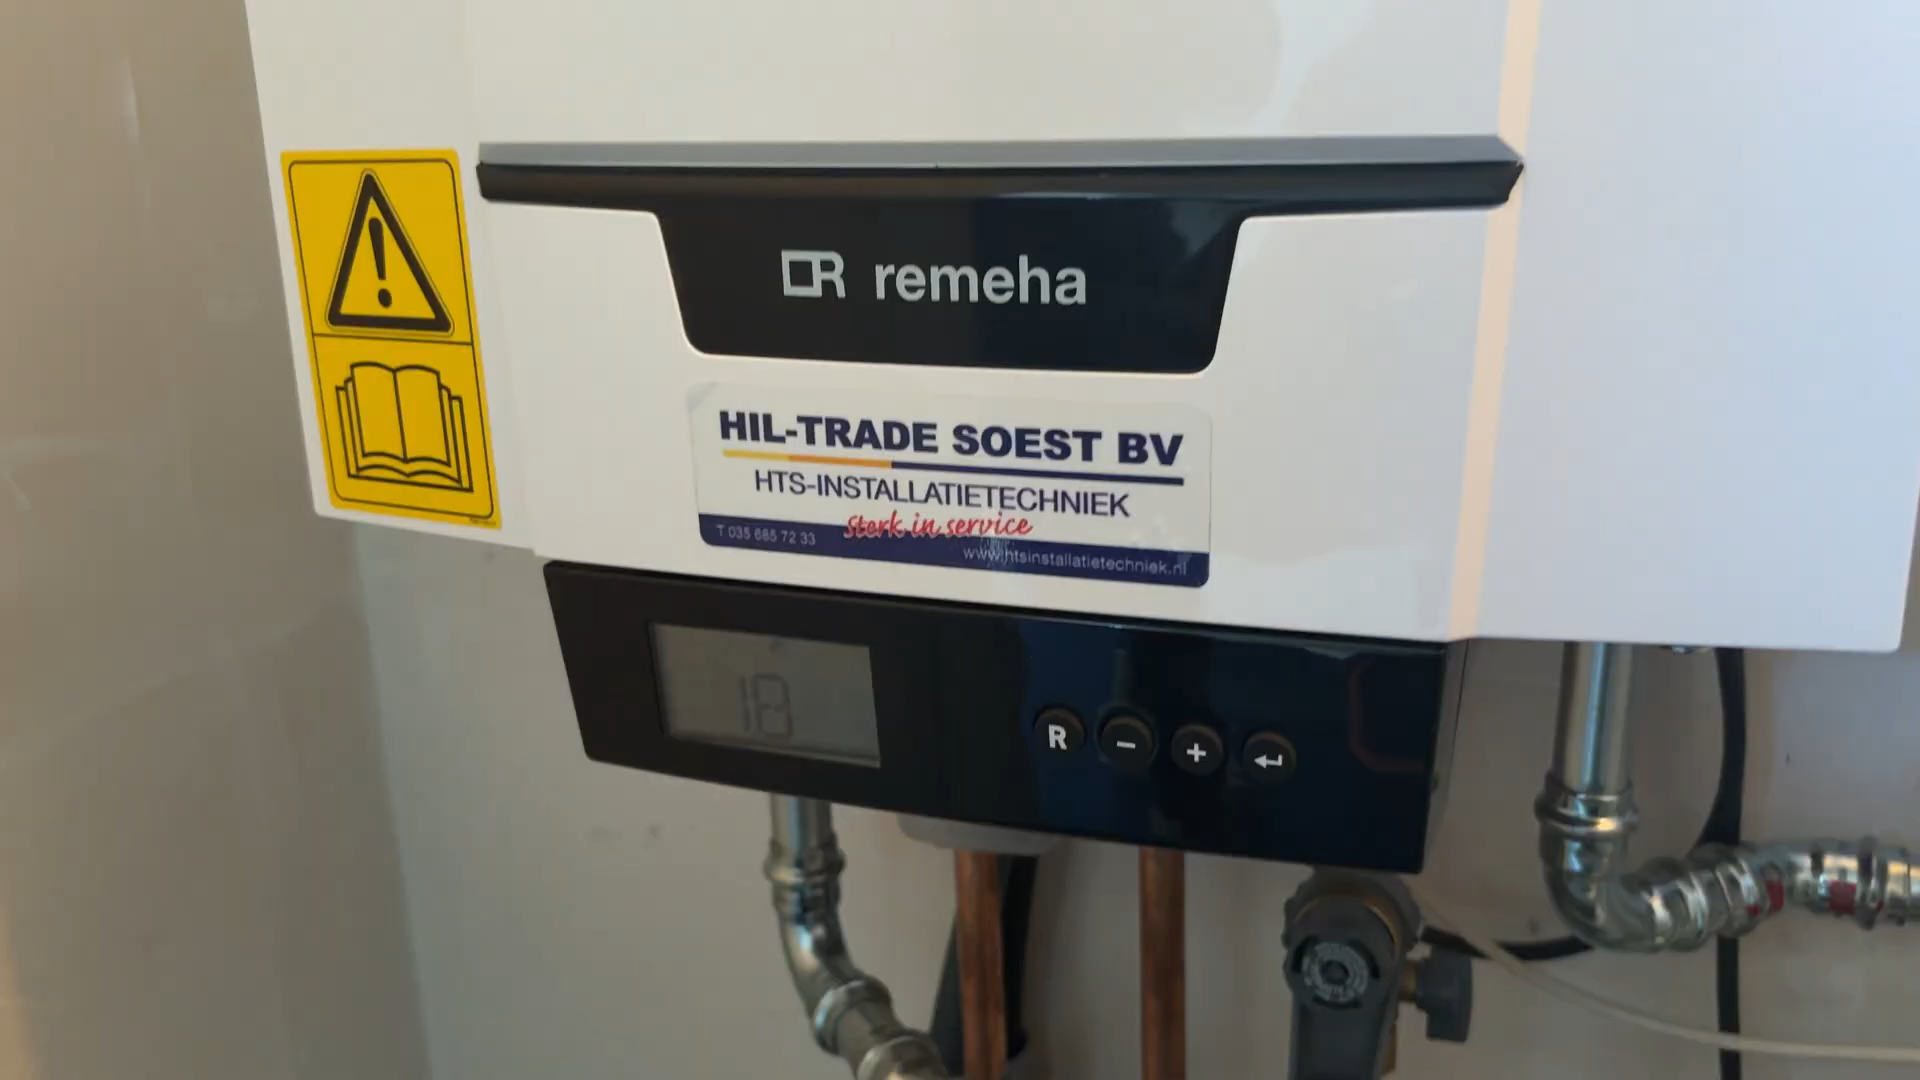 remeha
HIL-TRADE SOEST BV
HTS-INSTALLATIETECHNIEK
sterk in service
T 035 685 72 33
www.htsinstallatietechniek.nl
18
R - + ↵